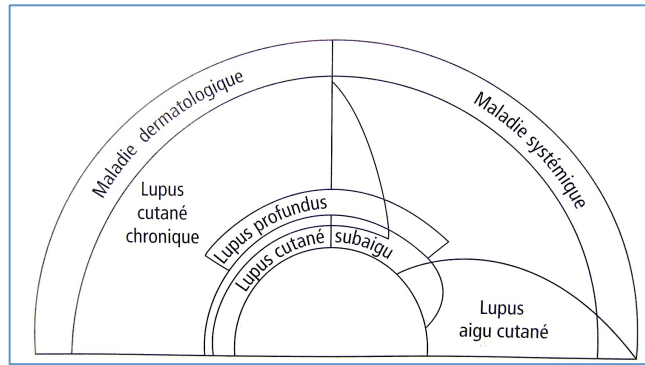 Maladie dermatologique
Maladie systémique
Lupus
cutané
chronique
Lupus profundus
Lupus cutané subaigu
Lupus
aigu cutané